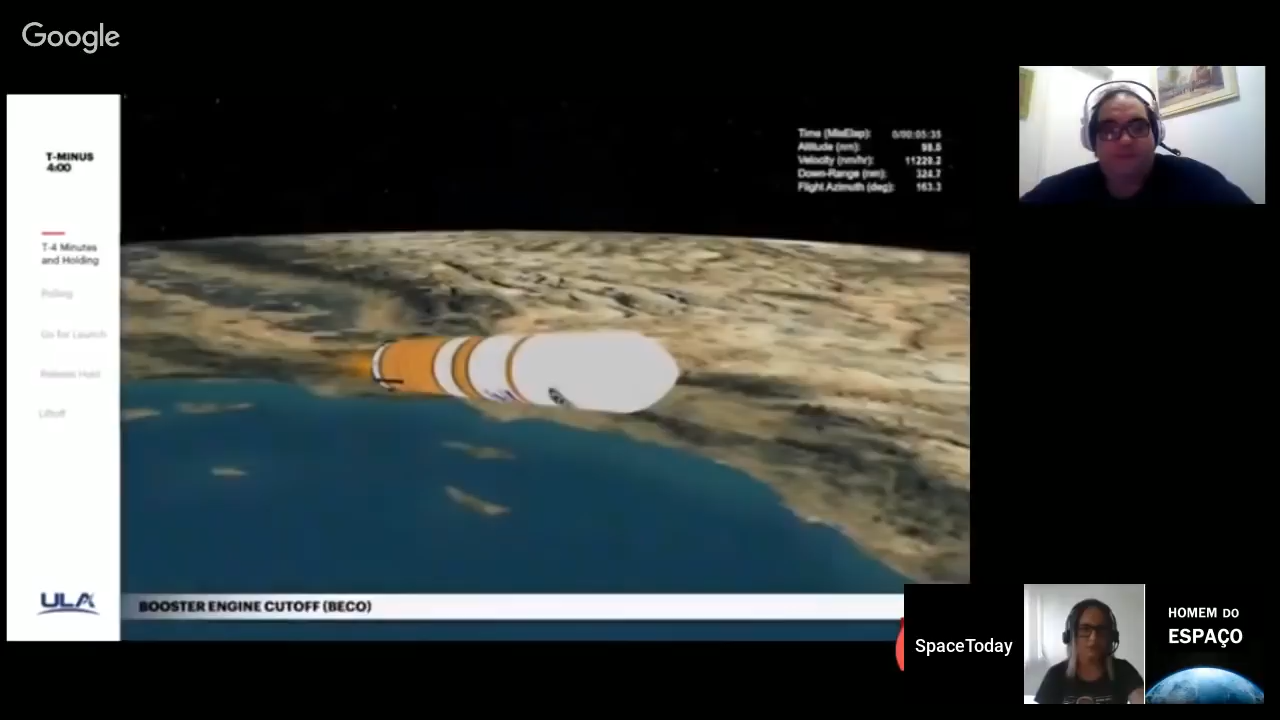 Google
T-MINUS
4:00
T-4 Minutes
and Holding
Polling
Go for Launch
Release Hold
Liftoff
ULA
Time (MisElap): 0/00:05:35
Altitude (nm): 98.6
Velocity (nm/hr): 11229.2
Down-Range (nm): 324.7
Flight Azimuth (deg): 163.3
BOOSTER ENGINE CUTOFF (BECO)
SpaceToday
HOMEM DO
ESPAÇO